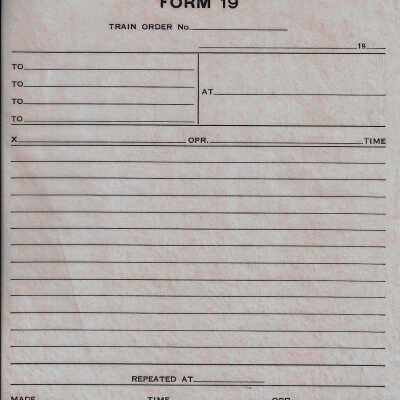 FORM 19
TRAIN ORDER No.
19
TO
TO
AT
TO
TO
X OPR. TIME
REPEATED AT
MADE TIME OPR.